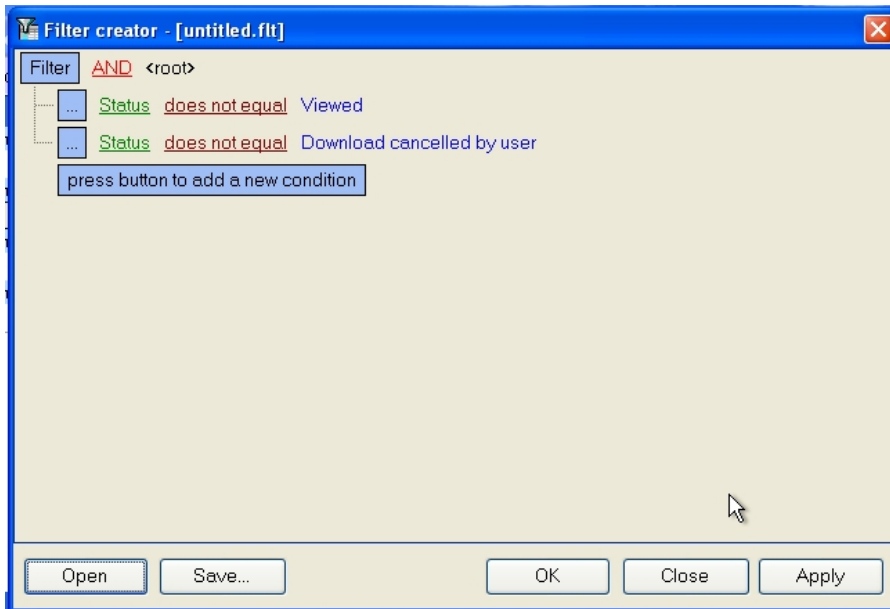 Filter creator - [untitled.flt]
Filter AND <root>
... Status does not equal Viewed
... Status does not equal Download cancelled by user
press button to add a new condition
Open Save... OK Close Apply